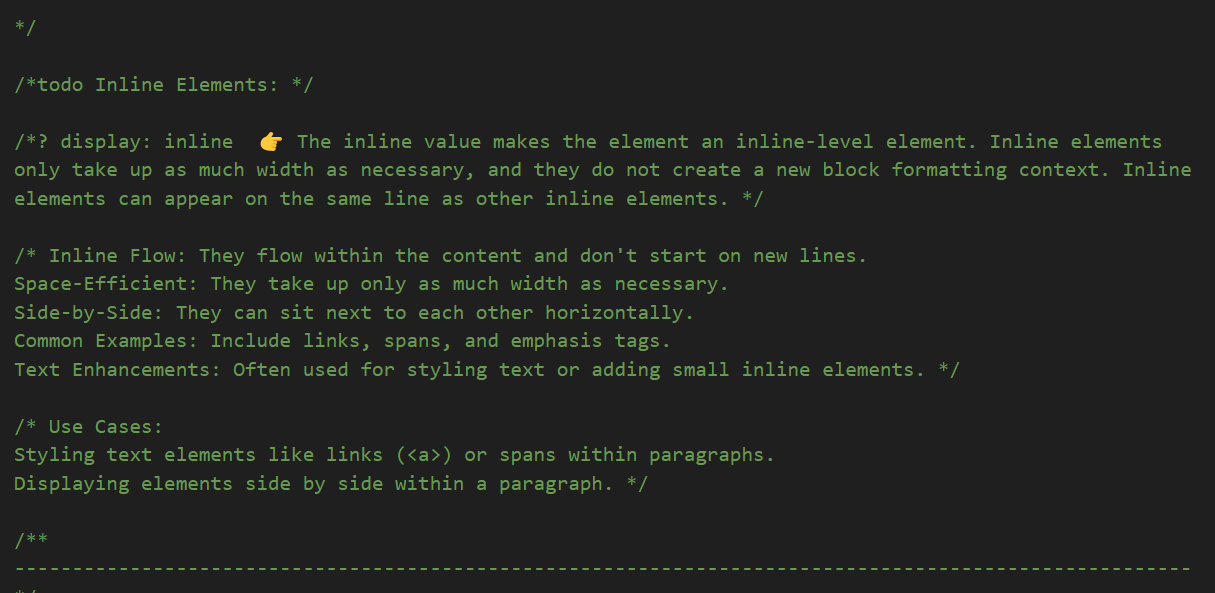 */
/*todo Inline Elements: */
/*? display: inline  👉 The inline value makes the element an inline-level element. Inline elements
only take up as much width as necessary, and they do not create a new block formatting context. Inline
elements can appear on the same line as other inline elements. */
/* Inline Flow: They flow within the content and don't start on new lines.
Space-Efficient: They take up only as much width as necessary.
Side-by-Side: They can sit next to each other horizontally.
Common Examples: Include links, spans, and emphasis tags.
Text Enhancements: Often used for styling text or adding small inline elements. */
/* Use Cases:
Styling text elements like links (<a>) or spans within paragraphs.
Displaying elements side by side within a paragraph. */
/**
------------------------------------------------------------------------------------------------------
*/